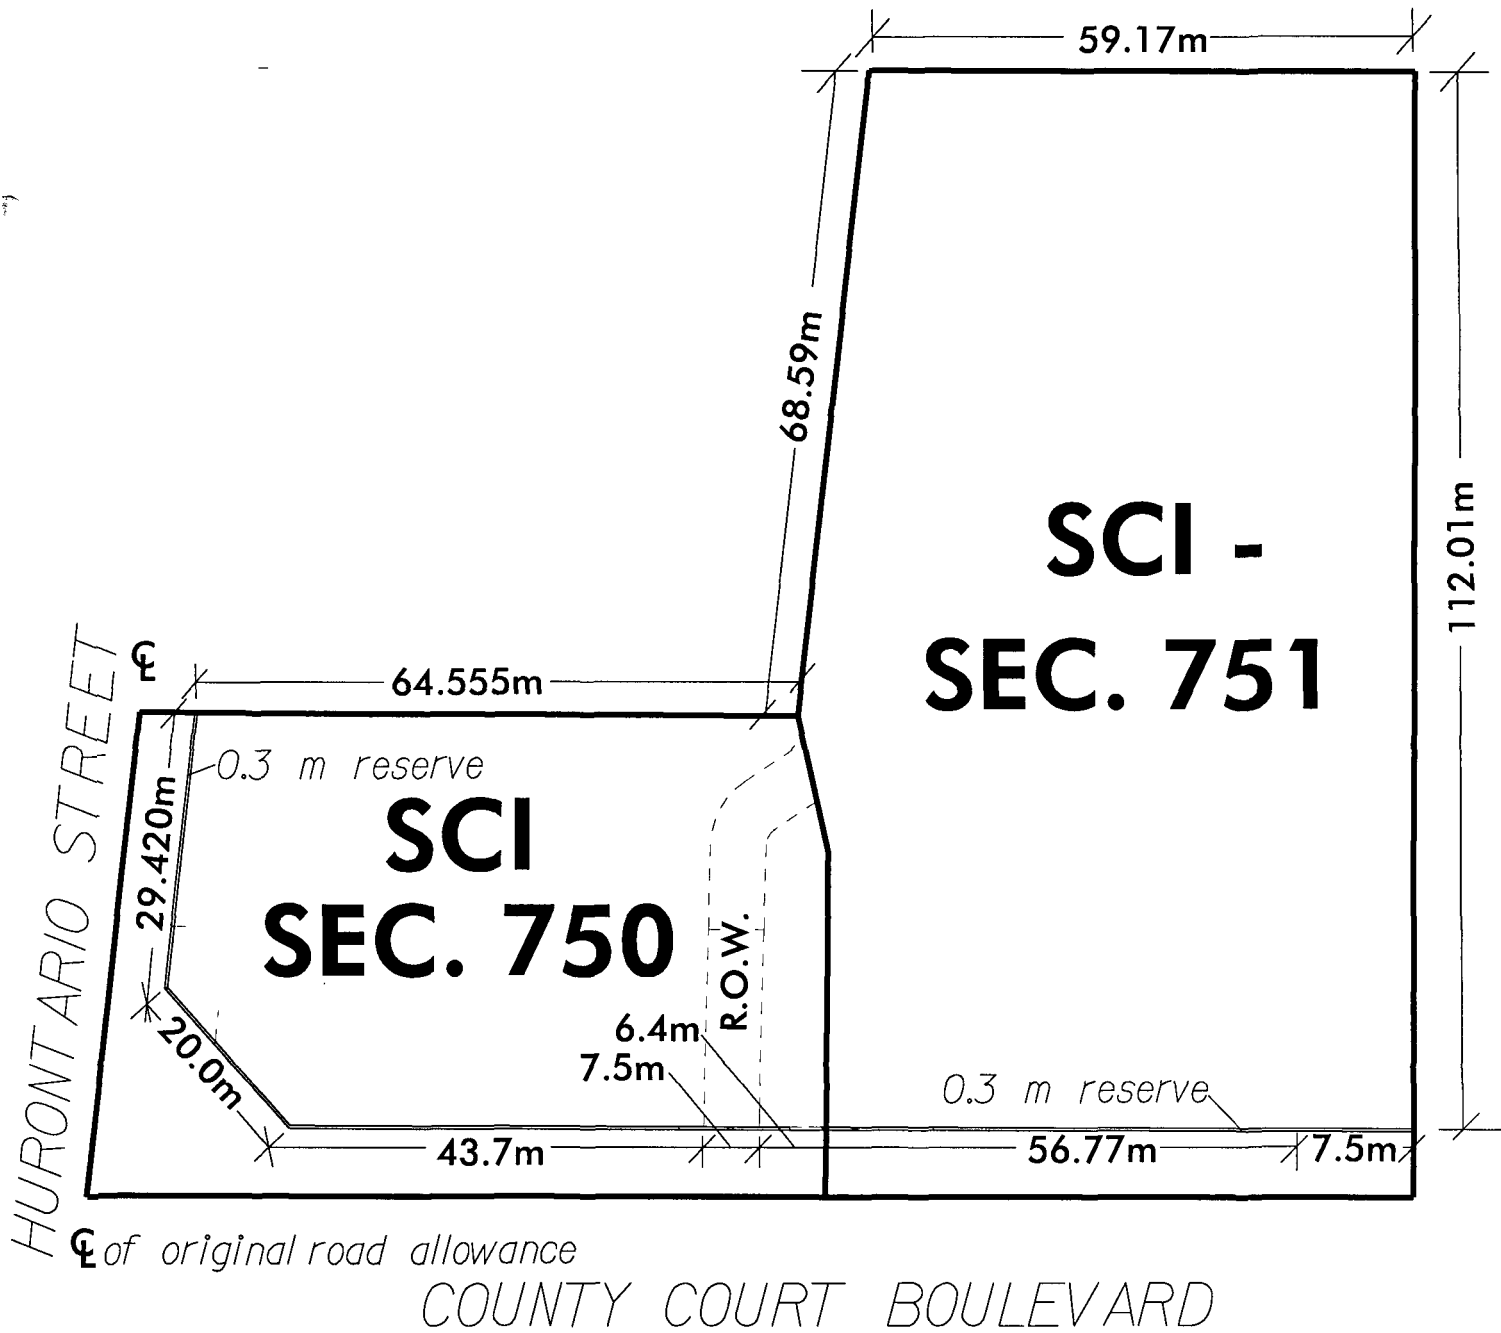 59.17m
68.59m
SCI -
SEC. 751
112.01m
HURONTARIO STREET
℄
64.555m
0.3 m reserve
29.420m
SCI
SEC. 750
R.O.W.
20.0m
6.4m
7.5m
0.3 m reserve
43.7m
56.77m
7.5m
℄ of original road allowance
COUNTY COURT BOULEVARD